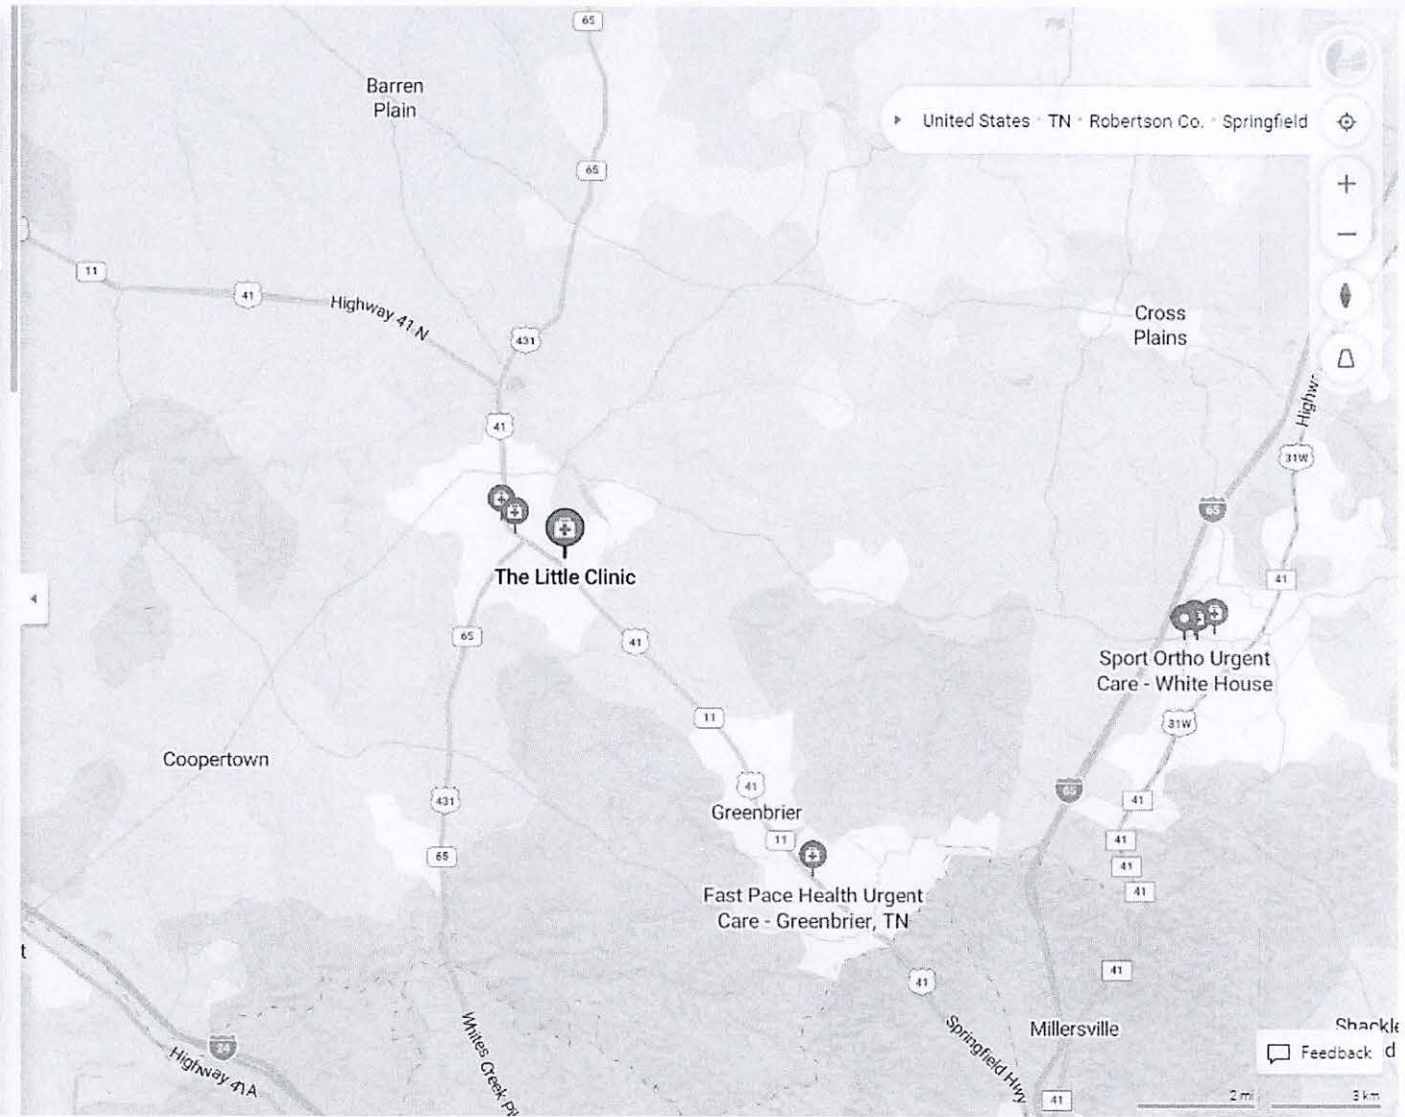 65
Barren
Plain
United States · TN · Robertson Co. · Springfield
65
11
41
Highway 41 N
Cross
Plains
431
41
31W
65
The Little Clinic
41
65
41
Sport Ortho Urgent
Care - White House
11
31W
Coopertown
41
65
431
Greenbrier
41
11
41
65
41
Fast Pace Health Urgent
Care - Greenbrier, TN
41
t
41
41
Whites Creek
Springfield Hwy
Millersville
24
Highway 41A
Feedback
d
2 mi
3 km
41